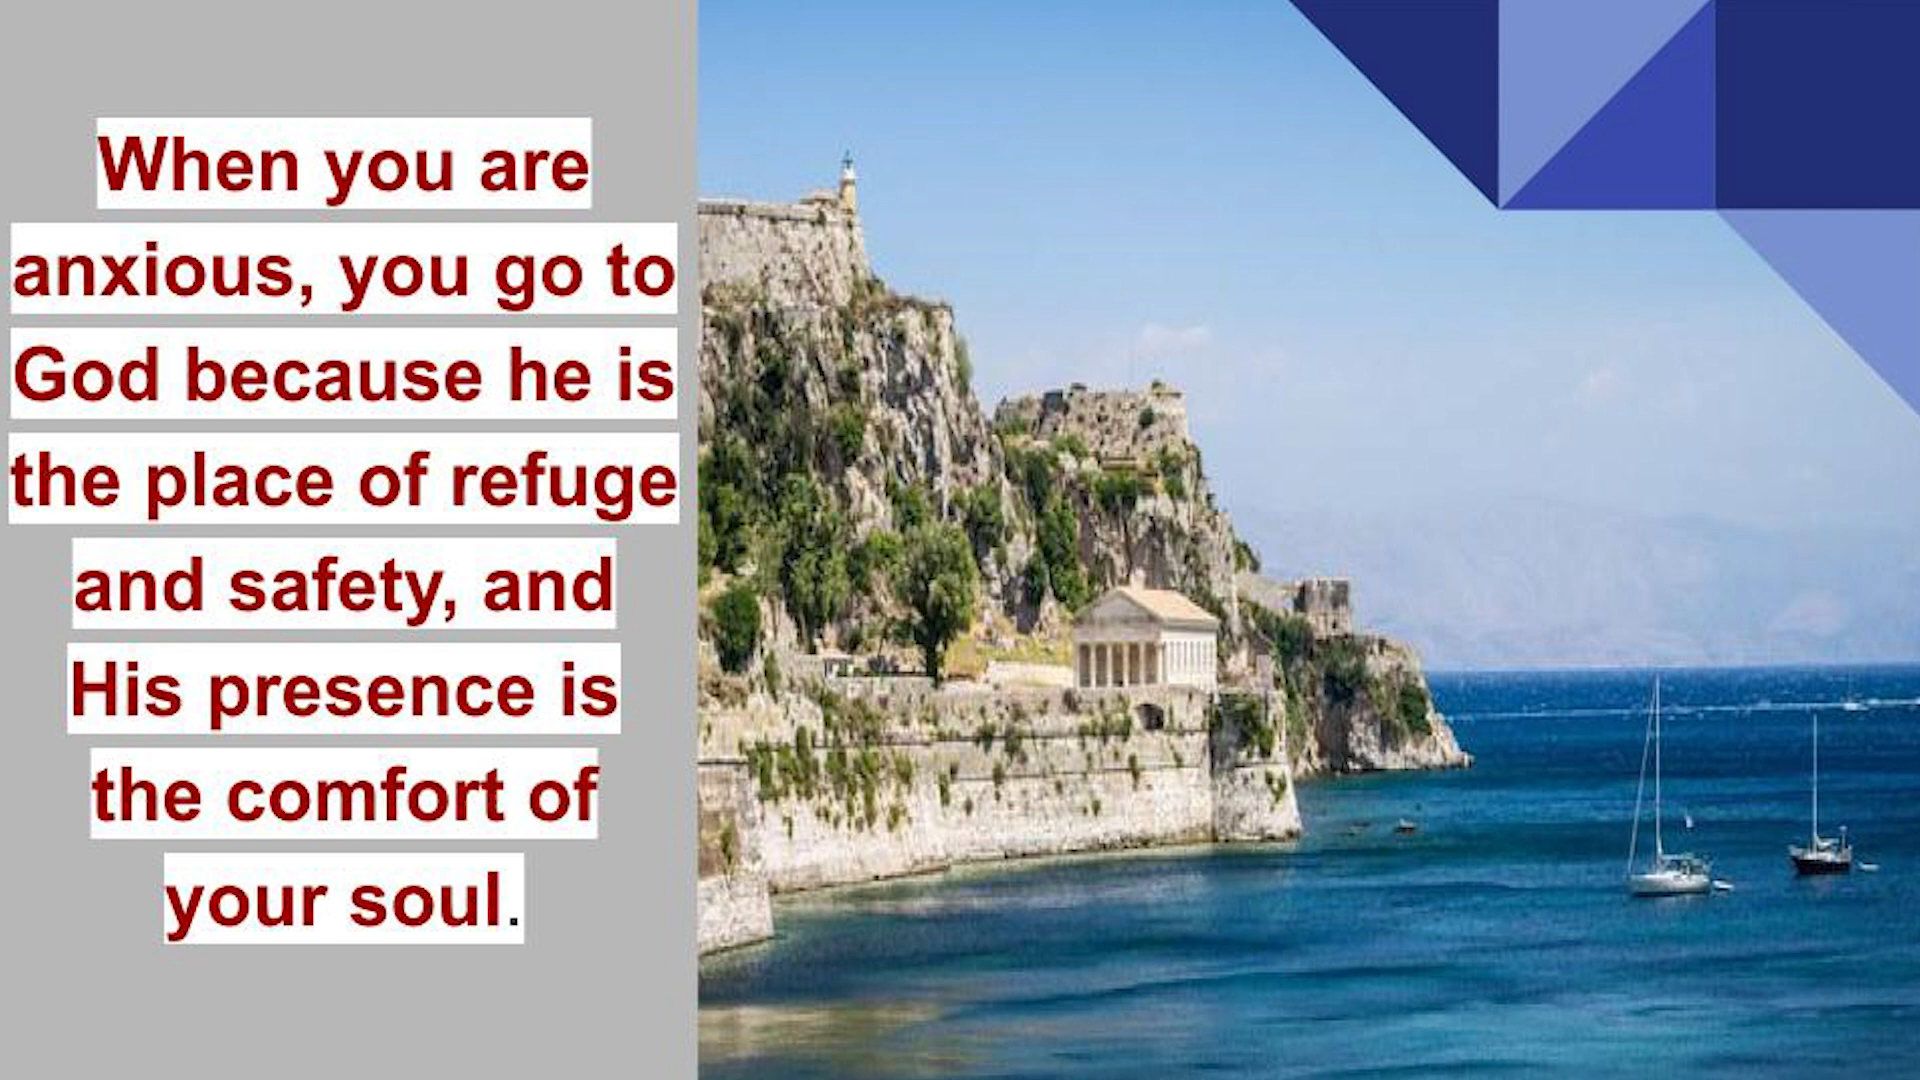 When you are
anxious, you go to
God because he is
the place of refuge
and safety, and
His presence is
the comfort of
your soul.